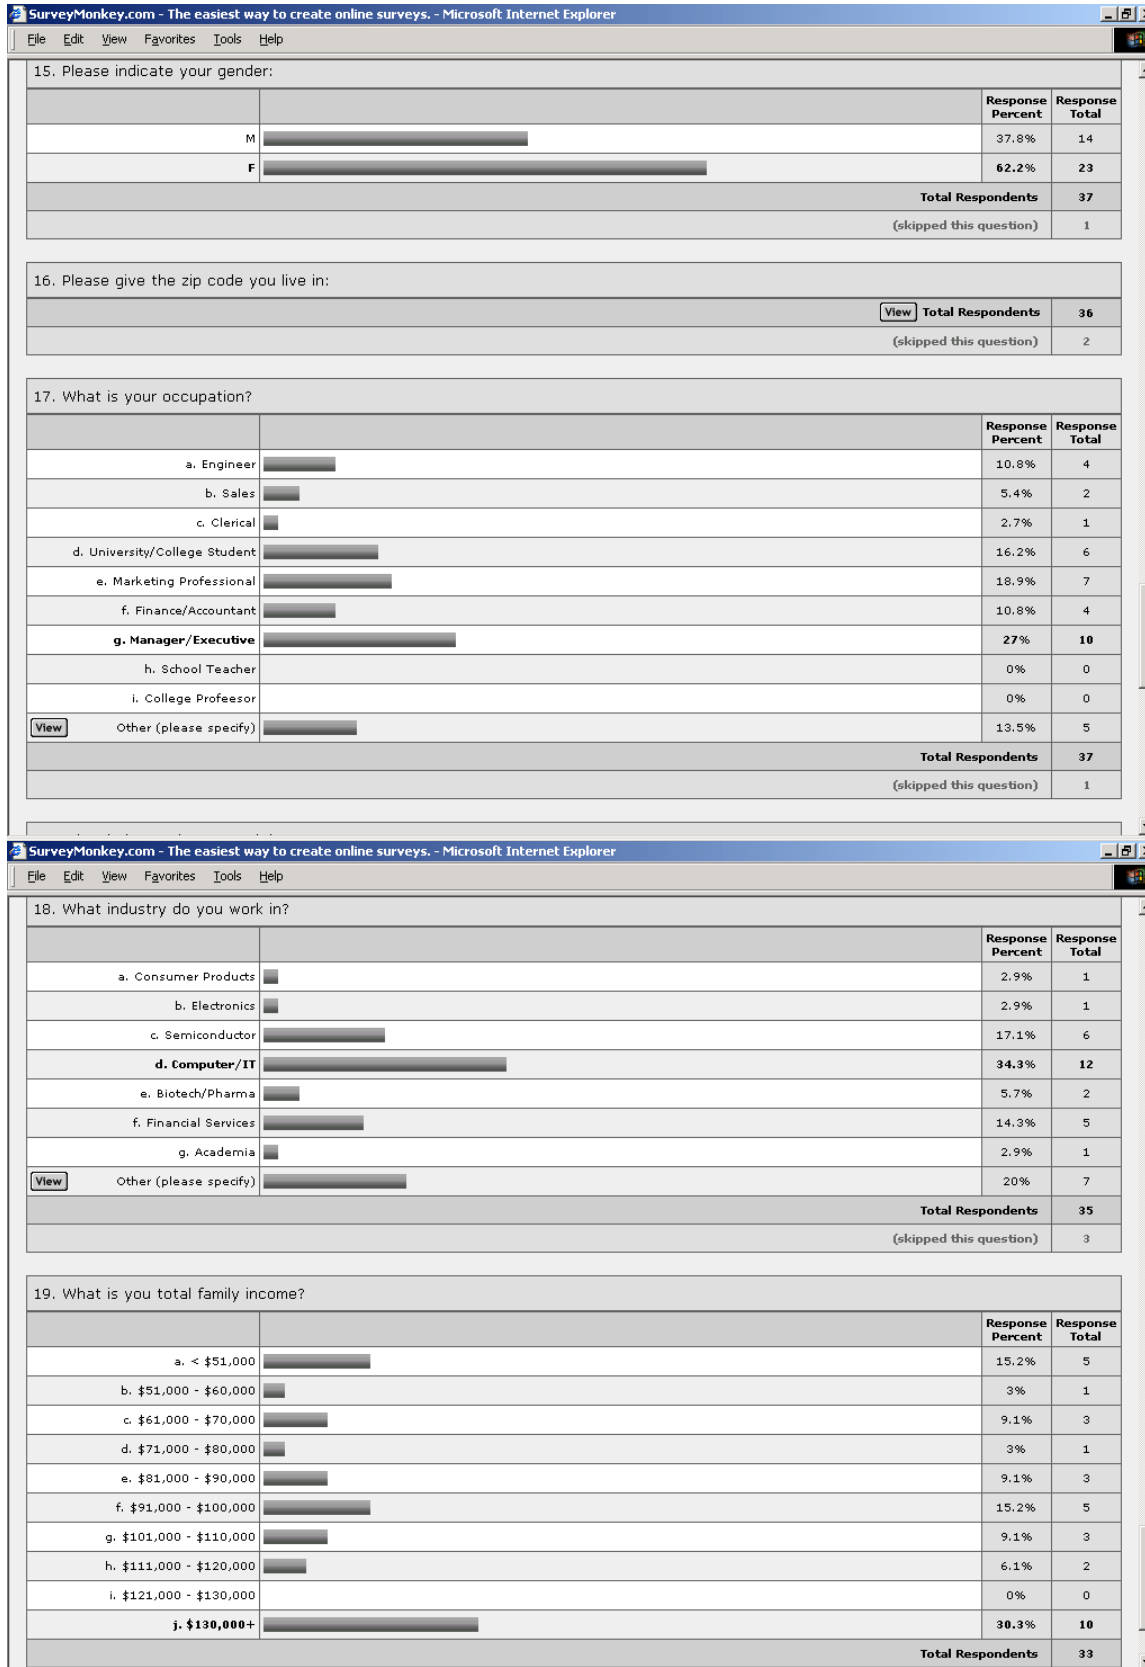 SurveyMonkey.com - The easiest way to create online surveys. - Microsoft Internet Explorer
File Edit View Favorites Tools Help
15. Please indicate your gender:
Response Percent Response Total
M 37.8% 14
F 62.2% 23
Total Respondents 37
(skipped this question) 1
16. Please give the zip code you live in:
View Total Respondents 36
(skipped this question) 2
17. What is your occupation?
Response Percent Response Total
a. Engineer 10.8% 4
b. Sales 5.4% 2
c. Clerical 2.7% 1
d. University/College Student 16.2% 6
e. Marketing Professional 18.9% 7
f. Finance/Accountant 10.8% 4
g. Manager/Executive 27% 10
h. School Teacher 0% 0
i. College Profeesor 0% 0
View Other (please specify) 13.5% 5
Total Respondents 37
(skipped this question) 1
SurveyMonkey.com - The easiest way to create online surveys. - Microsoft Internet Explorer
File Edit View Favorites Tools Help
18. What industry do you work in?
Response Percent Response Total
a. Consumer Products 2.9% 1
b. Electronics 2.9% 1
c. Semiconductor 17.1% 6
d. Computer/IT 34.3% 12
e. Biotech/Pharma 5.7% 2
f. Financial Services 14.3% 5
g. Academia 2.9% 1
View Other (please specify) 20% 7
Total Respondents 35
(skipped this question) 3
19. What is you total family income?
Response Percent Response Total
a. < $51,000 15.2% 5
b. $51,000 - $60,000 3% 1
c. $61,000 - $70,000 9.1% 3
d. $71,000 - $80,000 3% 1
e. $81,000 - $90,000 9.1% 3
f. $91,000 - $100,000 15.2% 5
g. $101,000 - $110,000 9.1% 3
h. $111,000 - $120,000 6.1% 2
i. $121,000 - $130,000 0% 0
j. $130,000+ 30.3% 10
Total Respondents 33